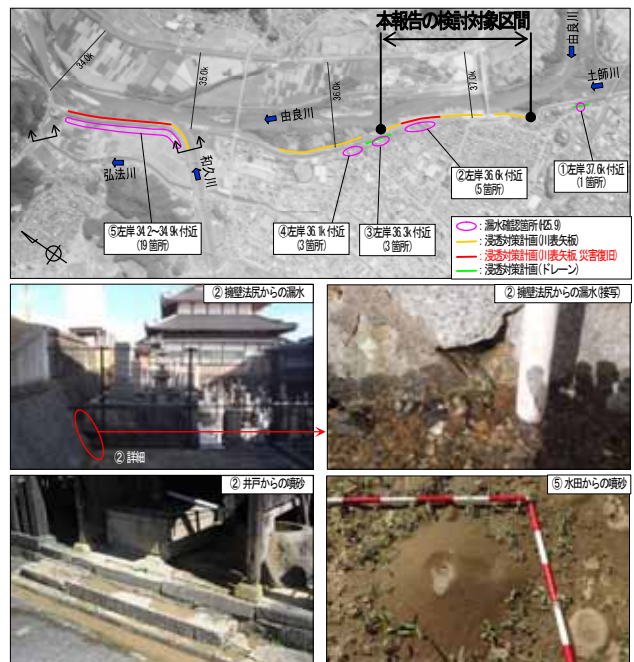 本報告の検討対象区間
34.0k
35.0k
36.0k
37.0k
由良川
土師川
由良川
弘法川
和久川
①左岸37.6k付近
(1箇所)
②左岸36.6k付近
(5箇所)
③左岸36.3k付近
(3箇所)
④左岸36.1k付近
(3箇所)
⑤左岸34.2~34.9k付近
(19箇所)
：漏水確認箇所(H25.9)
：浸透対策計画(川表矢板)
：浸透対策計画(川表矢板,災害復旧)
：浸透対策計画(ドレーン)
② 擁壁法尻からの漏水
② 詳細
② 擁壁法尻からの漏水(接写)
② 井戸からの噴砂
⑤ 水田からの噴砂